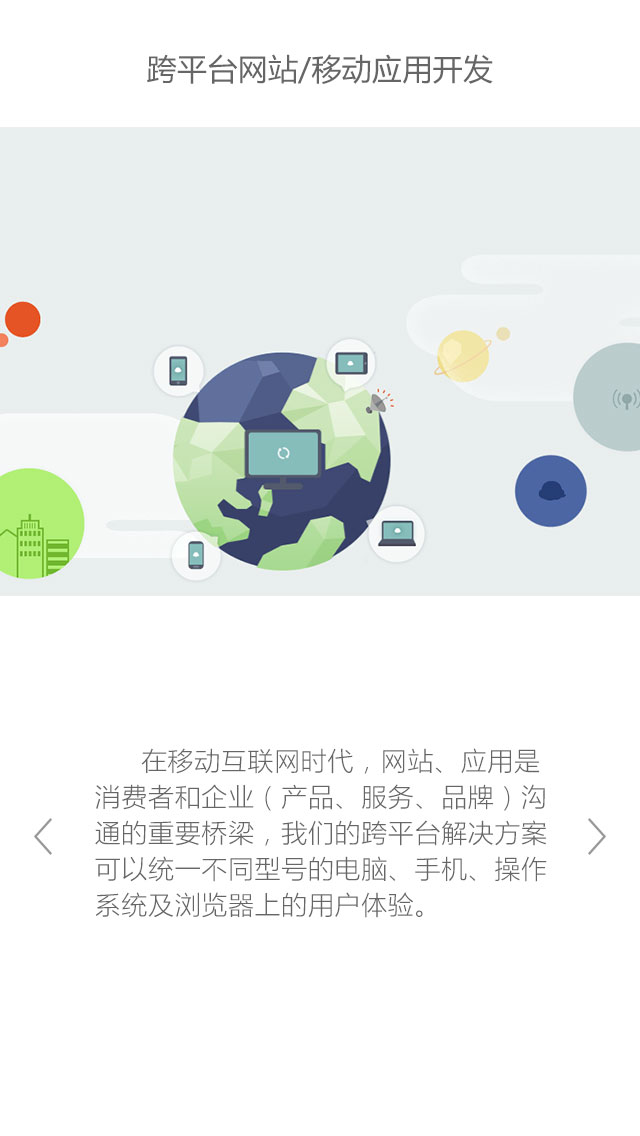 跨平台网站/移动应用开发
在移动互联网时代，网站、应用是
消费者和企业（产品、服务、品牌）沟
通的重要桥梁，我们的跨平台解决方案
可以统一不同型号的电脑、手机、操作
系统及浏览器上的用户体验。